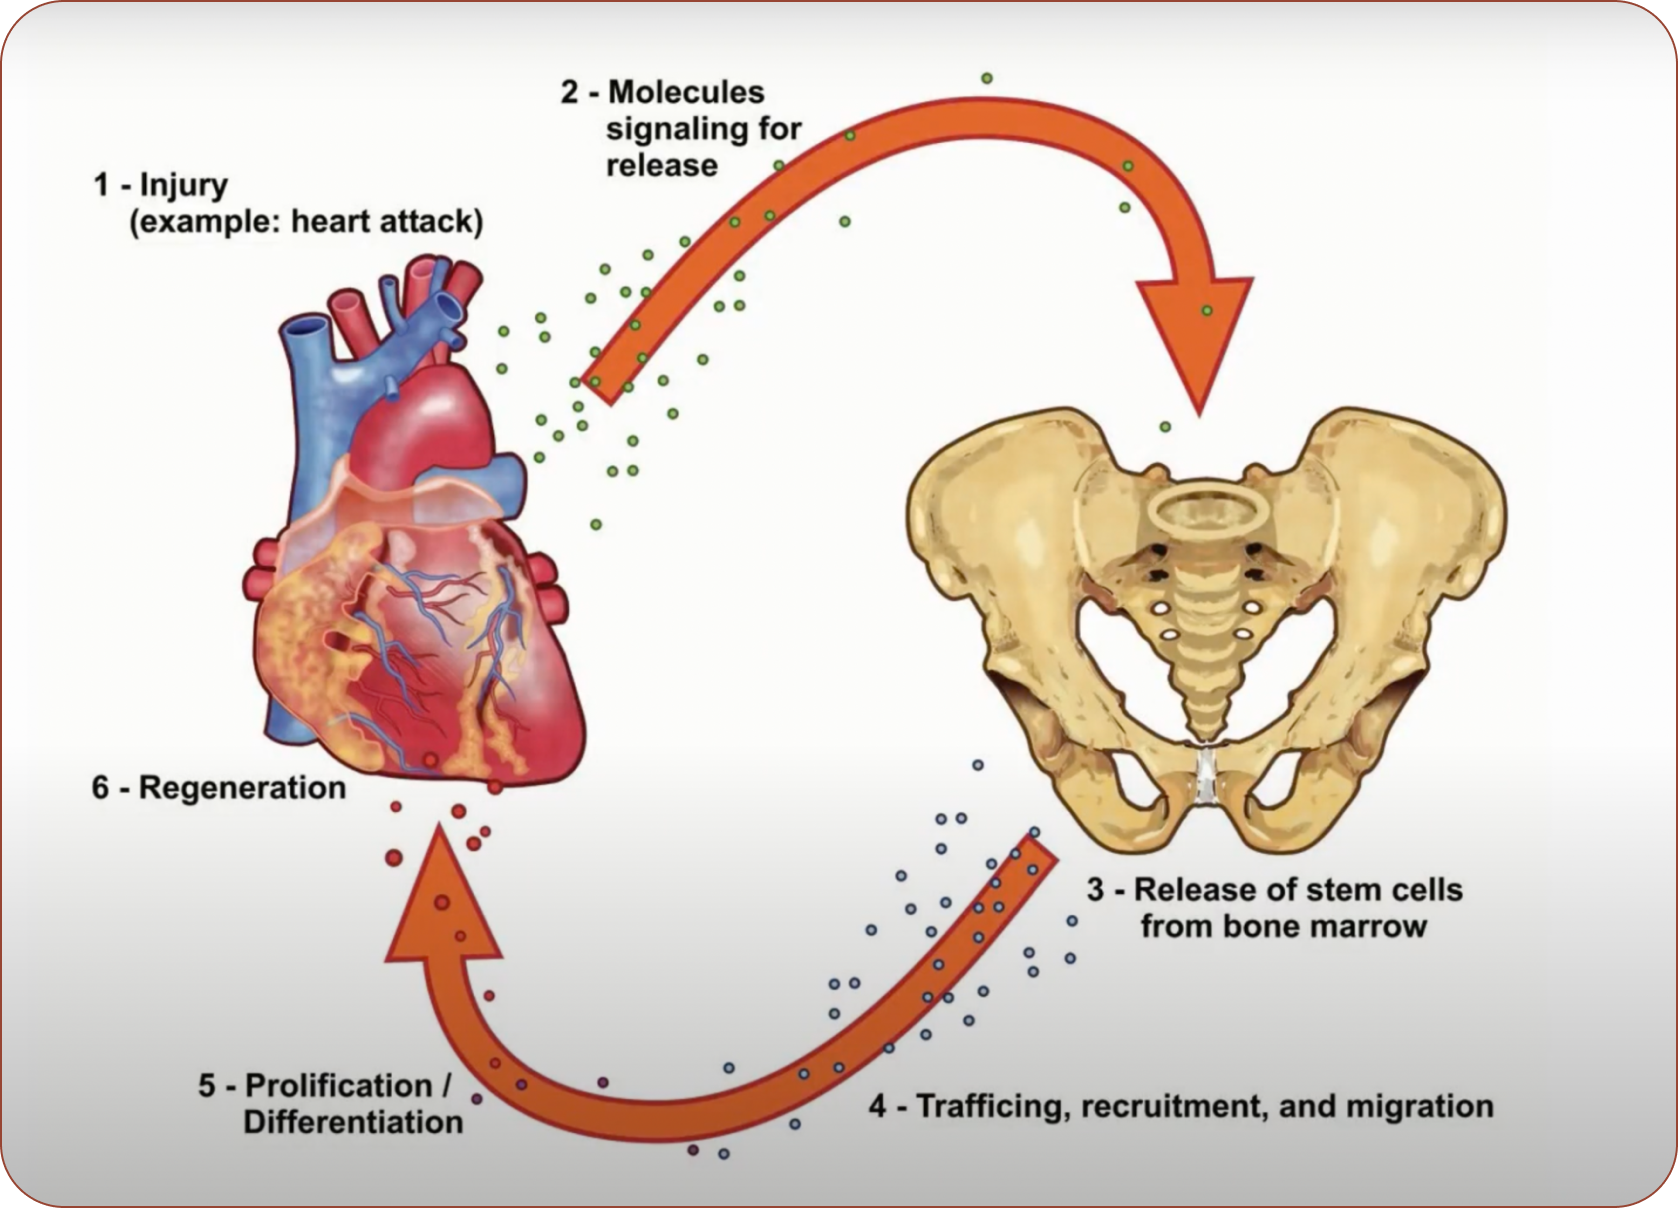 1 - Injury
(example: heart attack)
2 - Molecules
signaling for
release
3 - Release of stem cells
from bone marrow
4 - Trafficing, recruitment, and migration
5 - Prolification /
Differentiation
6 - Regeneration